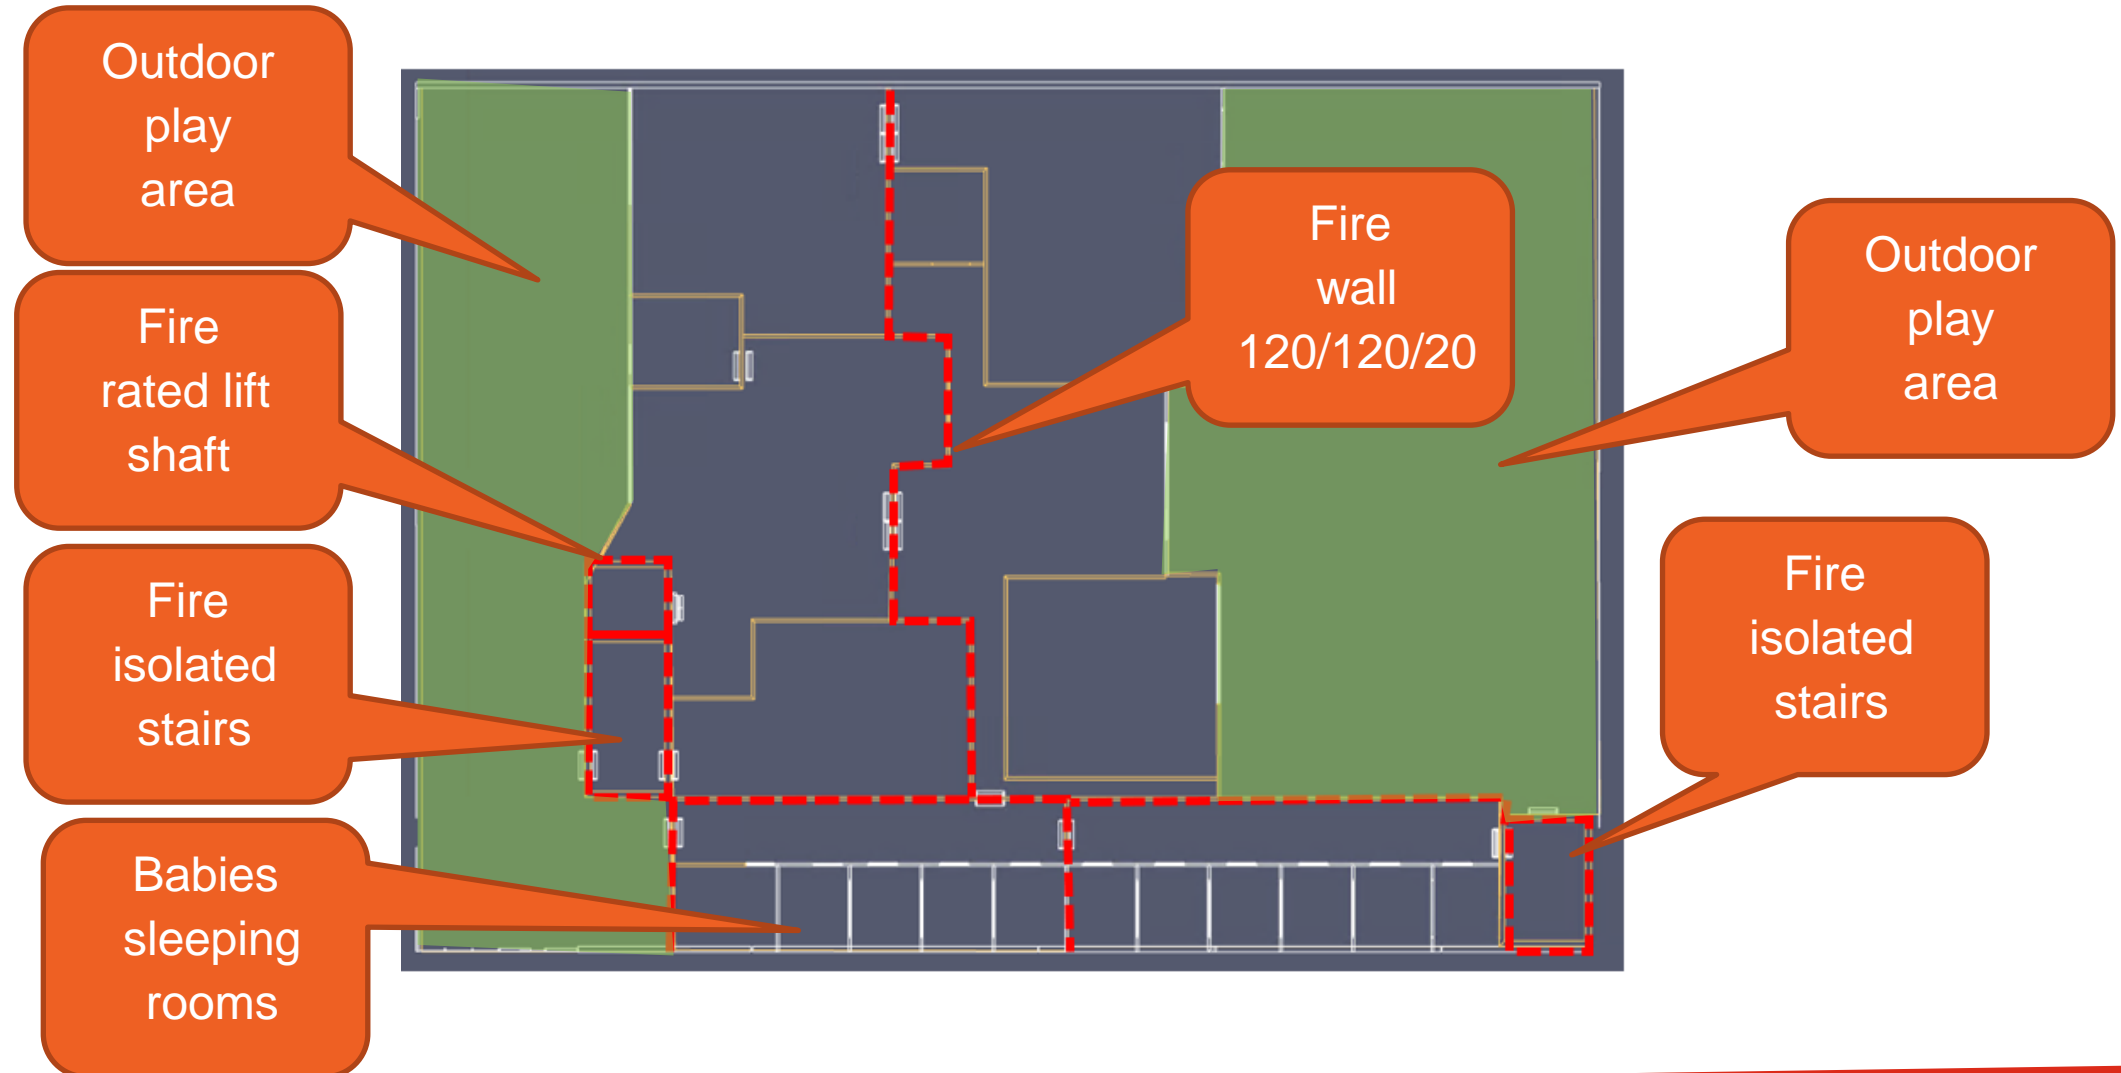 Outdoor
play
area
Fire
rated lift
shaft
Fire
isolated
stairs
Babies
sleeping
rooms
Fire
wall
120/120/20
Outdoor
play
area
Fire
isolated
stairs